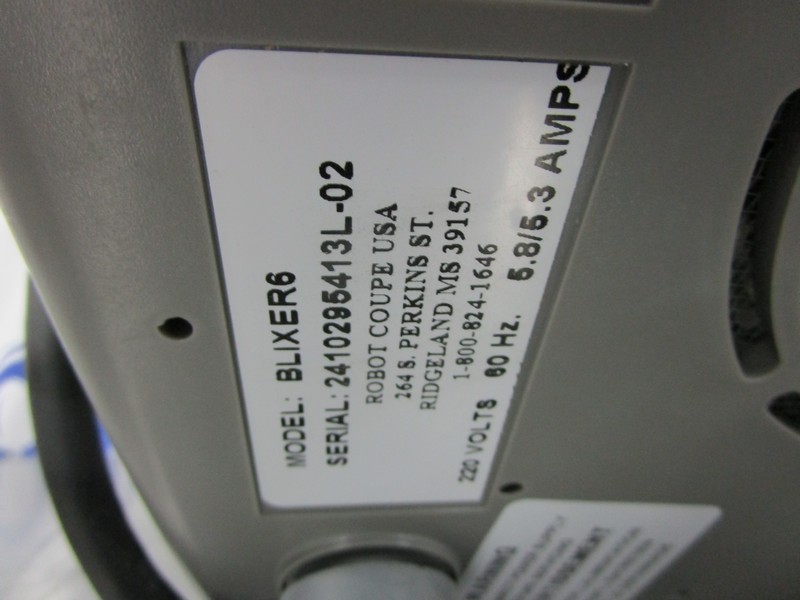 MODEL: BLIXER6
SERIAL: 2410295413L-02
ROBOT COUPE USA
264 S. PERKINS ST.
RIDGELAND MS 39157
1-800-824-1646
220 VOLTS 60 Hz. 5.8/5.3 AMPS
WARNING